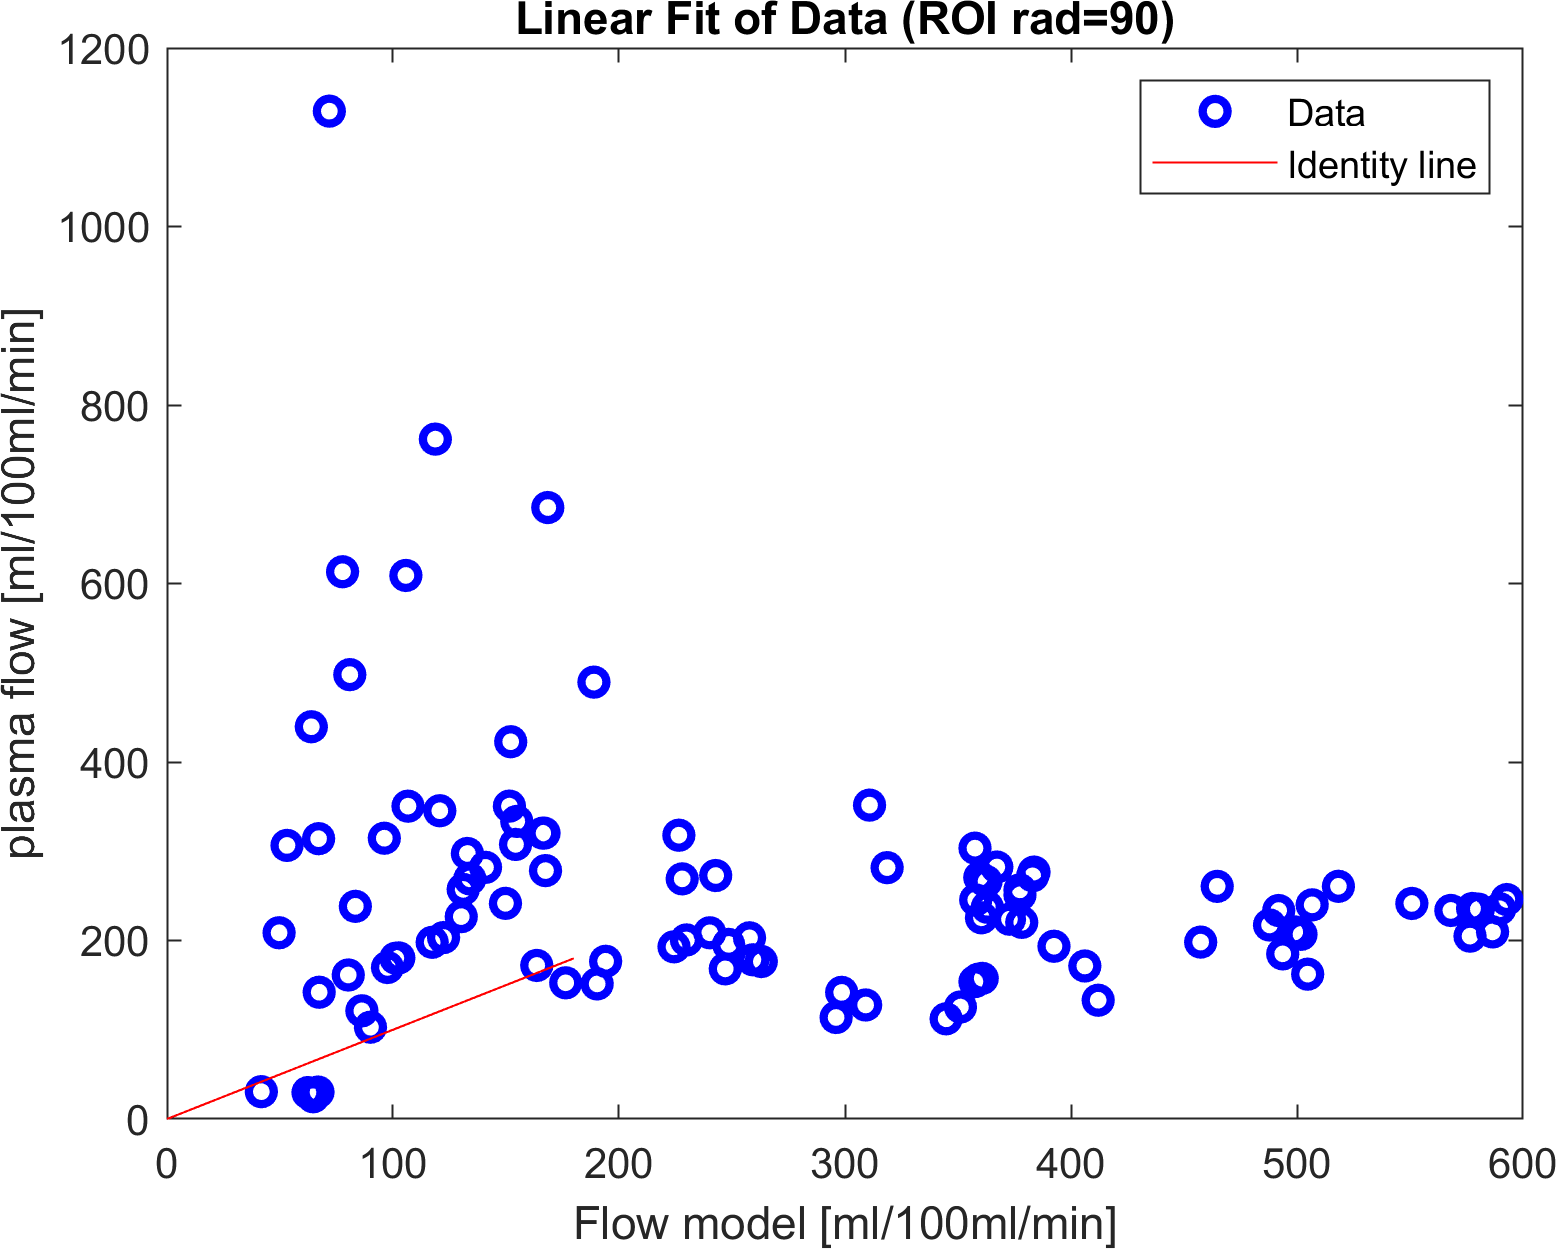 Linear Fit of Data (ROI rad=90)
1200
1000
800
600
400
200
0
plasma flow [ml/100ml/min]
Data
Identity line
0 100 200 300 400 500 600
Flow model [ml/100ml/min]